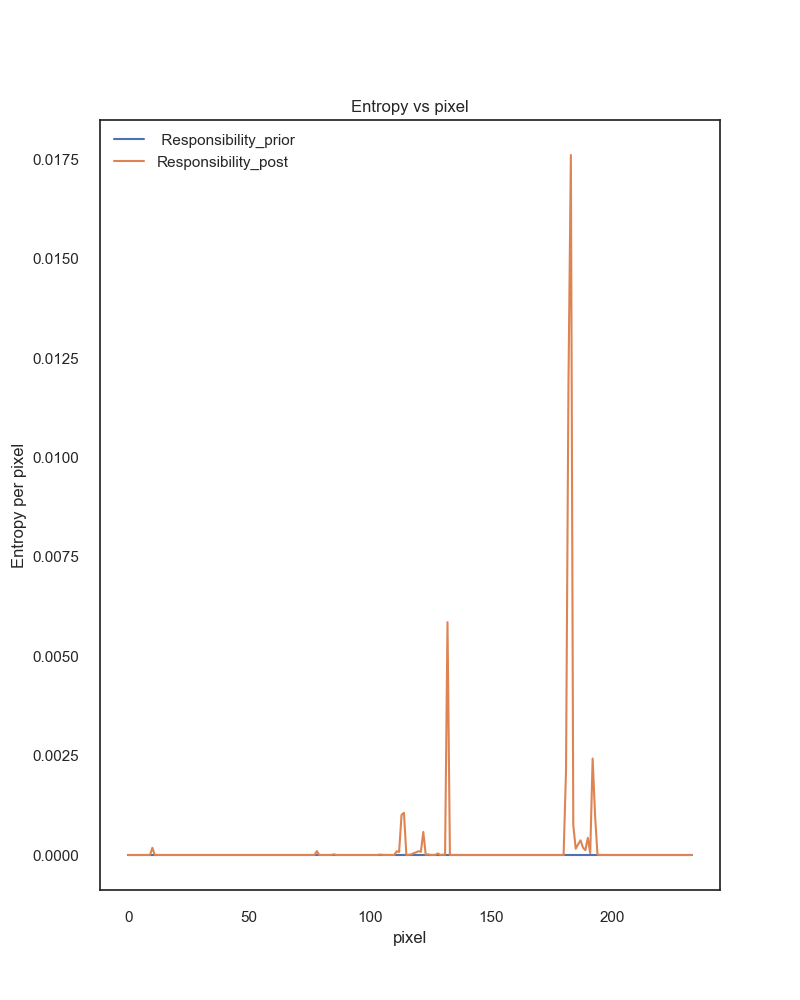 Entropy vs pixel
Responsibility_prior
Responsibility_post
0.0175
0.0150
0.0125
0.0100
0.0075
0.0050
0.0025
0.0000
Entropy per pixel
0 50 100 150 200
pixel